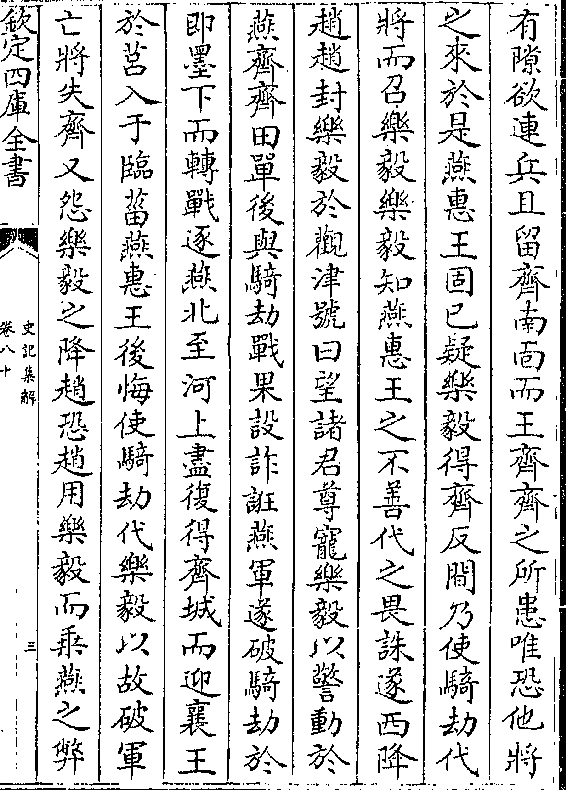 有隙欲連兵且留齊南面而王齊齊之所患唯恐他將
之來於是燕惠王固已疑樂毅得齊反間乃使騎劫代
將而召樂毅樂毅知燕惠王之不善代之畏誅遂西降
趙趙封樂毅於觀津號曰望諸君尊寵樂毅以警動於
燕齊齊田單後與騎劫戰果設詐誑燕軍遂破騎劫於
即墨下而轉戰逐燕北至河上盡復得齊城而迎襄王
於莒入于臨菑燕惠王後悔使騎劫代樂毅以故破軍
亡將失齊又怨樂毅之降趙恐趙用樂毅而乘燕之弊
欽定四庫全書
史記集解
卷八十
三